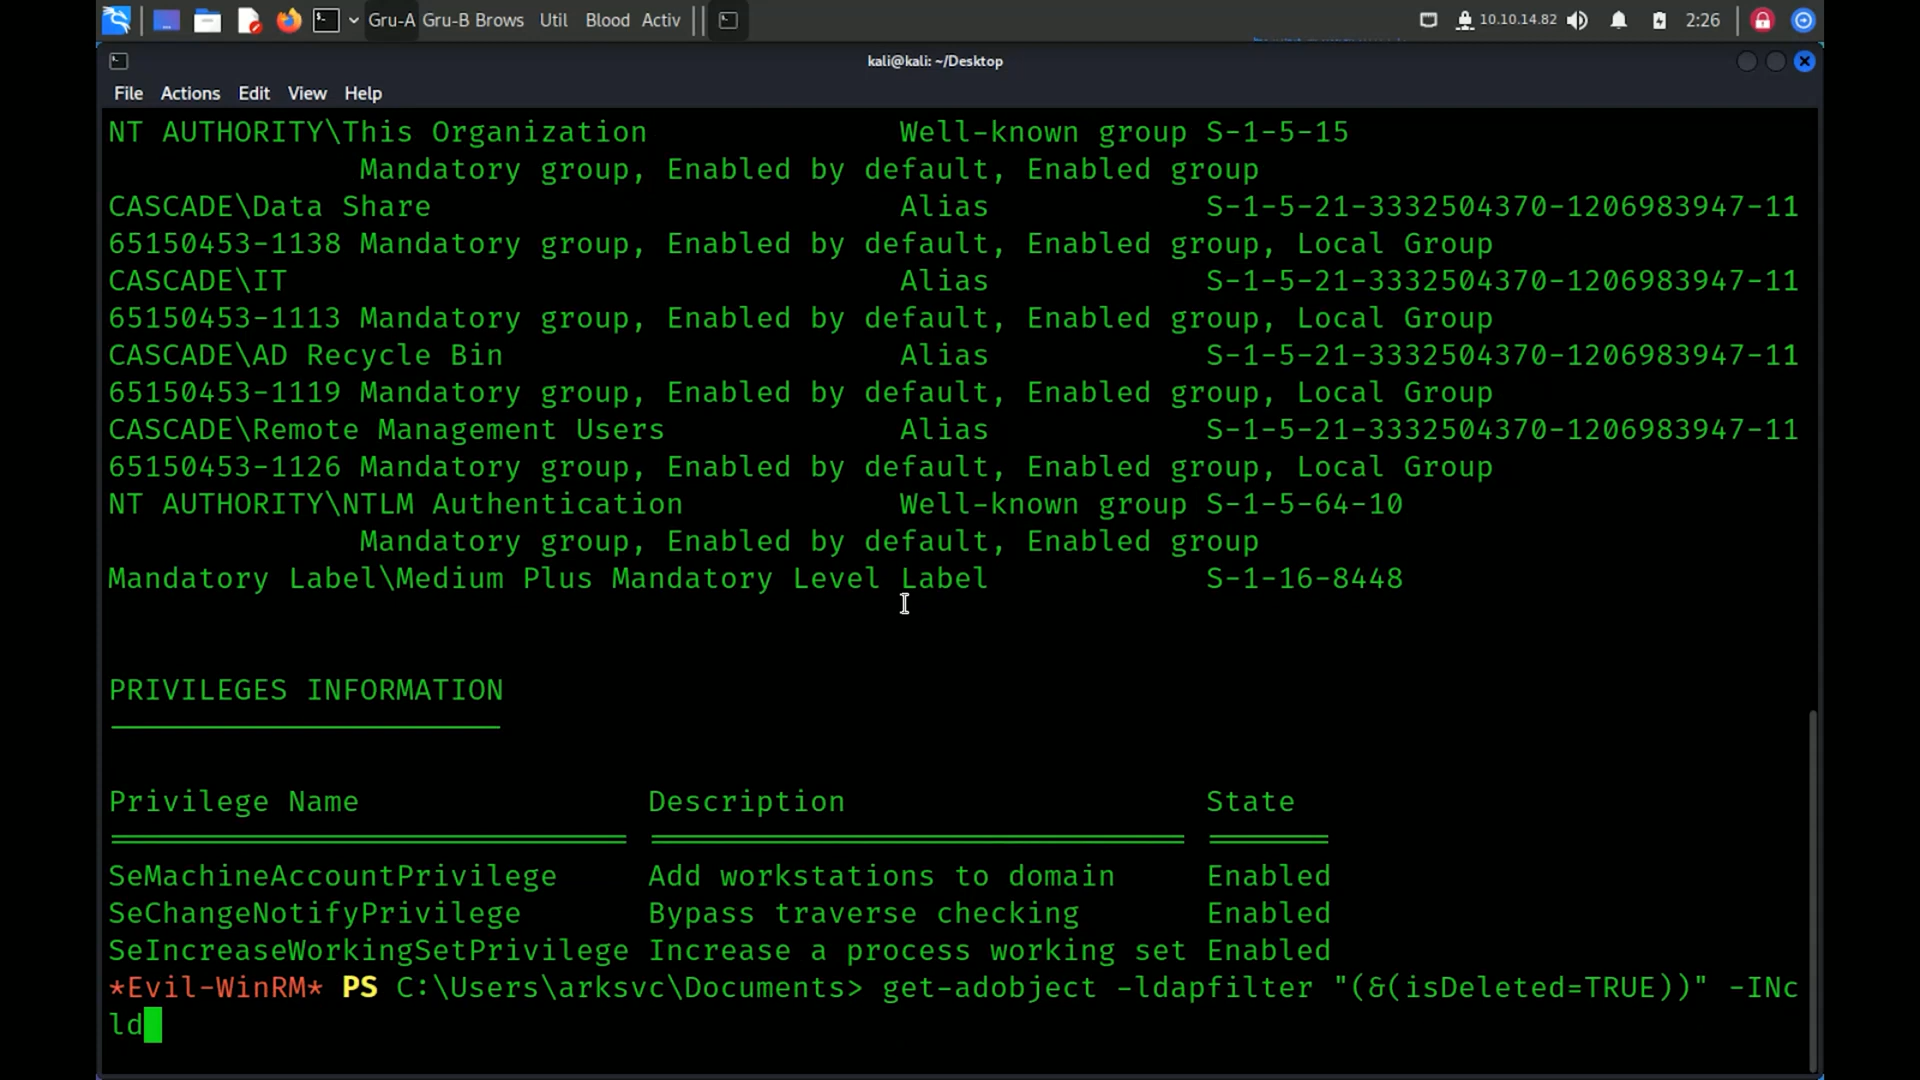 Gru-A Gru-B Brows Util Blood Activ 10.10.14.82 2:26
kali@kali: ~/Desktop
File Actions Edit View Help
NT AUTHORITY\This Organization Well-known group S-1-5-15
Mandatory group, Enabled by default, Enabled group
CASCADE\Data Share Alias S-1-5-21-3332504370-1206983947-11
65150453-1138 Mandatory group, Enabled by default, Enabled group, Local Group
CASCADE\IT Alias S-1-5-21-3332504370-1206983947-11
65150453-1113 Mandatory group, Enabled by default, Enabled group, Local Group
CASCADE\AD Recycle Bin Alias S-1-5-21-3332504370-1206983947-11
65150453-1119 Mandatory group, Enabled by default, Enabled group, Local Group
CASCADE\Remote Management Users Alias S-1-5-21-3332504370-1206983947-11
65150453-1126 Mandatory group, Enabled by default, Enabled group, Local Group
NT AUTHORITY\NTLM Authentication Well-known group S-1-5-64-10
Mandatory group, Enabled by default, Enabled group
Mandatory Label\Medium Plus Mandatory Level Label S-1-16-8448
PRIVILEGES INFORMATION
Privilege Name Description State
SeMachineAccountPrivilege Add workstations to domain Enabled
SeChangeNotifyPrivilege Bypass traverse checking Enabled
SeIncreaseWorkingSetPrivilege Increase a process working set Enabled
*Evil-WinRM* PS C:\Users\arksvc\Documents> get-adobject -ldapfilter "(&(isDeleted=TRUE))" -INc
ld